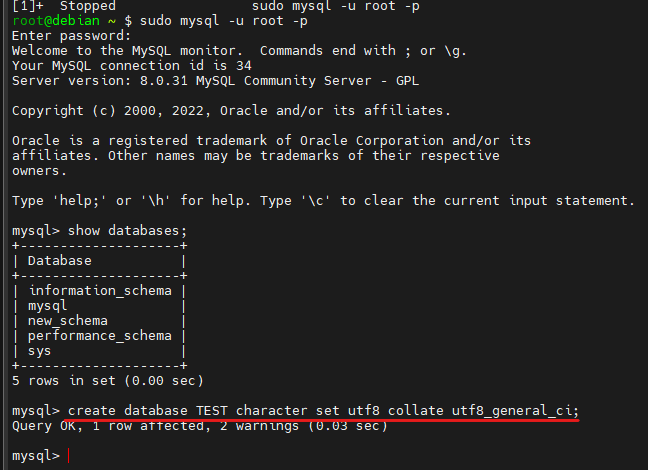 [1]+  Stopped                 sudo mysql -u root -p
root@debian ~ $ sudo mysql -u root -p
Enter password:
Welcome to the MySQL monitor.  Commands end with ; or \g.
Your MySQL connection id is 34
Server version: 8.0.31 MySQL Community Server - GPL

Copyright (c) 2000, 2022, Oracle and/or its affiliates.

Oracle is a registered trademark of Oracle Corporation and/or its
affiliates. Other names may be trademarks of their respective
owners.

Type 'help;' or '\h' for help. Type '\c' to clear the current input statement.

mysql> show databases;
+--------------------+
| Database           |
+--------------------+
| information_schema |
| mysql              |
| new_schema         |
| performance_schema |
| sys                |
+--------------------+
5 rows in set (0.00 sec)

mysql> create database TEST character set utf8 collate utf8_general_ci;
Query OK, 1 row affected, 2 warnings (0.03 sec)

mysql>